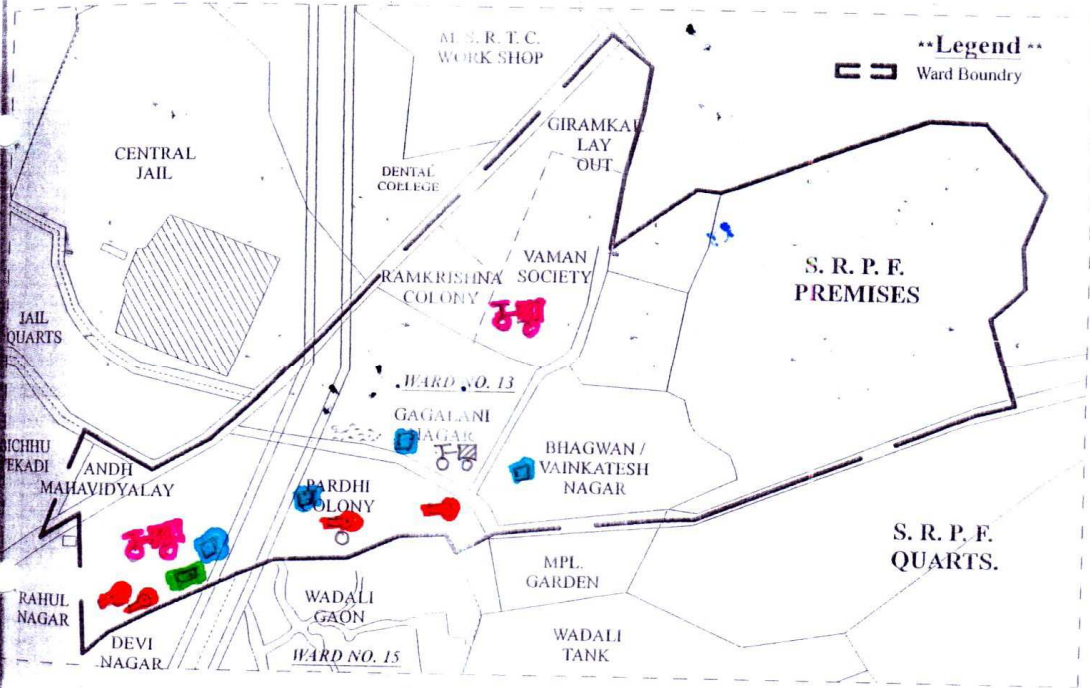 M. S. R. T. C.
WORK SHOP
**Legend**
Ward Boundry
CENTRAL
JAIL
GIRAMKAR
LAY
OUT
DENTAL
COLLEGE
RAMKRISHNA
COLONY
VAMAN
SOCIETY
S. R. P. F.
PREMISES
JAIL
QUARTS
WARD NO. 13
GAGALANI
NAGAR
BICHHU
TEKADI
ANDH
MAHAVIDYALAY
BHAGWAN /
VAINKATESH
NAGAR
PARDHI
COLONY
S. R. P. F.
QUARTS.
MPL.
GARDEN
RAHUL
NAGAR
WADALI
GAON
DEVI
NAGAR
WARD NO. 15
WADALI
TANK